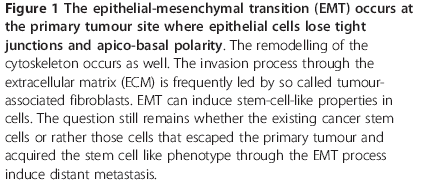 Figure 1 The epithelial-mesenchymal transition (EMT) occurs at
the primary tumour site where epithelial cells lose tight
junctions and apico-basal polarity. The remodelling of the
cytoskeleton occurs as well. The invasion process through the
extracellular matrix (ECM) is frequently led by so called tumour-
associated fibroblasts. EMT can induce stem-cell-like properties in
cells. The question still remains whether the existing cancer stem
cells or rather those cells that escaped the primary tumour and
acquired the stem cell like phenotype through the EMT process
induce distant metastasis.